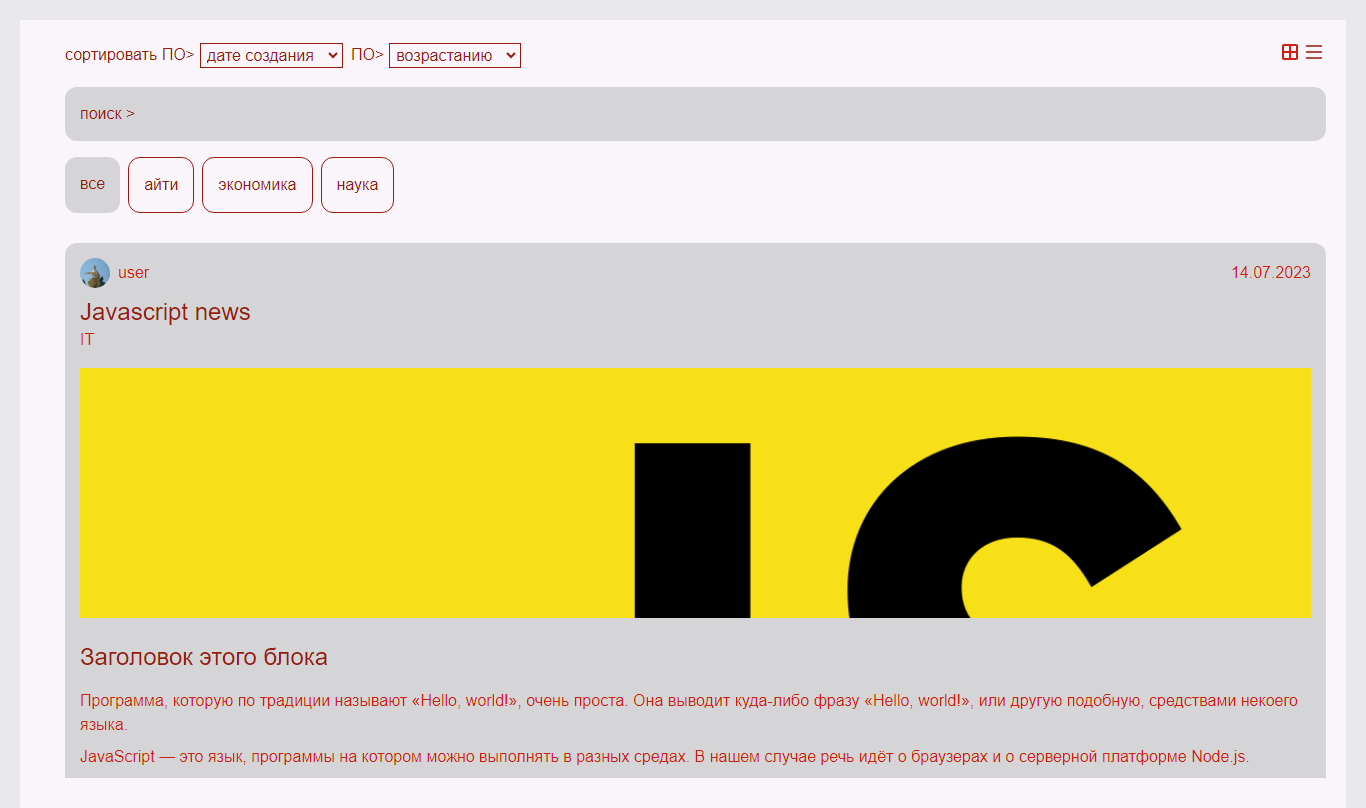 сортировать ПО> дате создания ПО> возрастанию
поиск >
все айти экономика наука
user 14.07.2023
Javascript news
IT
JS
Заголовок этого блока
Программа, которую по традиции называют «Hello, world!», очень проста. Она выводит куда-либо фразу «Hello, world!», или другую подобную, средствами некоего
языка.
JavaScript — это язык, программы на котором можно выполнять в разных средах. В нашем случае речь идёт о браузерах и о серверной платформе Node.js.